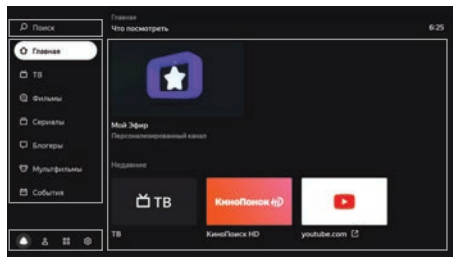 Поиск
Главная
ТВ
Фильмы
Сериалы
Блогеры
Мультфильмы
События
Главная
Что посмотреть
6:25
Мой Эфир
Персонализированный канал
Недавние
ТВ
КиноПоиск HD
ТВ
КиноПоиск HD
youtube.com